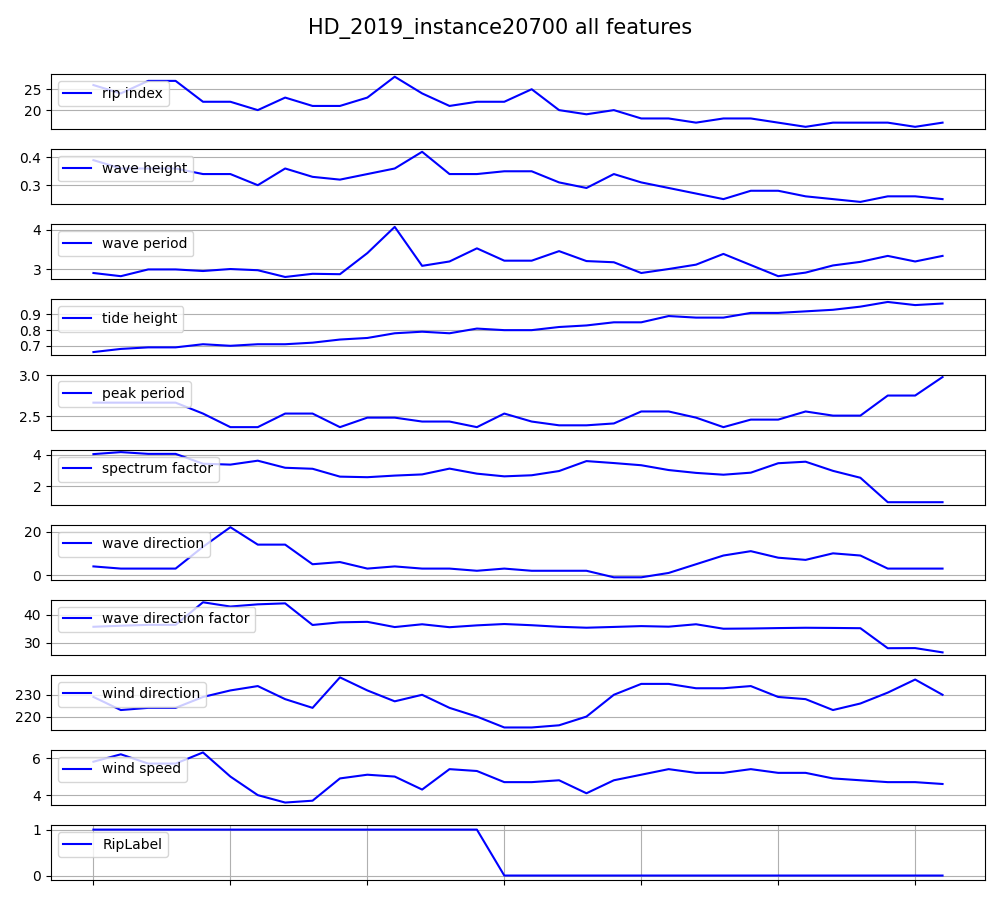 HD_2019_instance20700 all features
25
20
rip index
0.4
0.3
wave height
4
3
wave period
0.9
0.8
0.7
tide height
3.0
2.5
peak period
4
2
spectrum factor
20
0
wave direction
40
30
wave direction factor
230
220
wind direction
6
4
wind speed
1
0
RipLabel